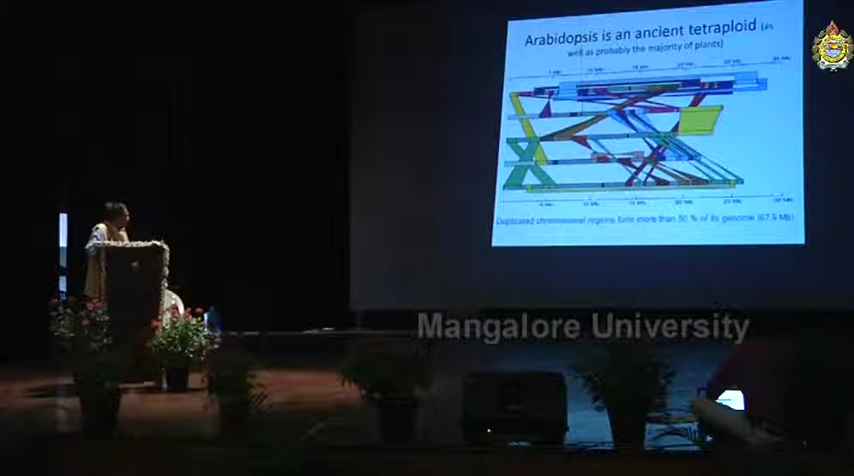 Arabidopsis is an ancient tetraploid (as
well as probably the majority of plants)
Duplicated chromosomal regions form more than 50 % of its genome (67.9 Mb)
Mangalore University